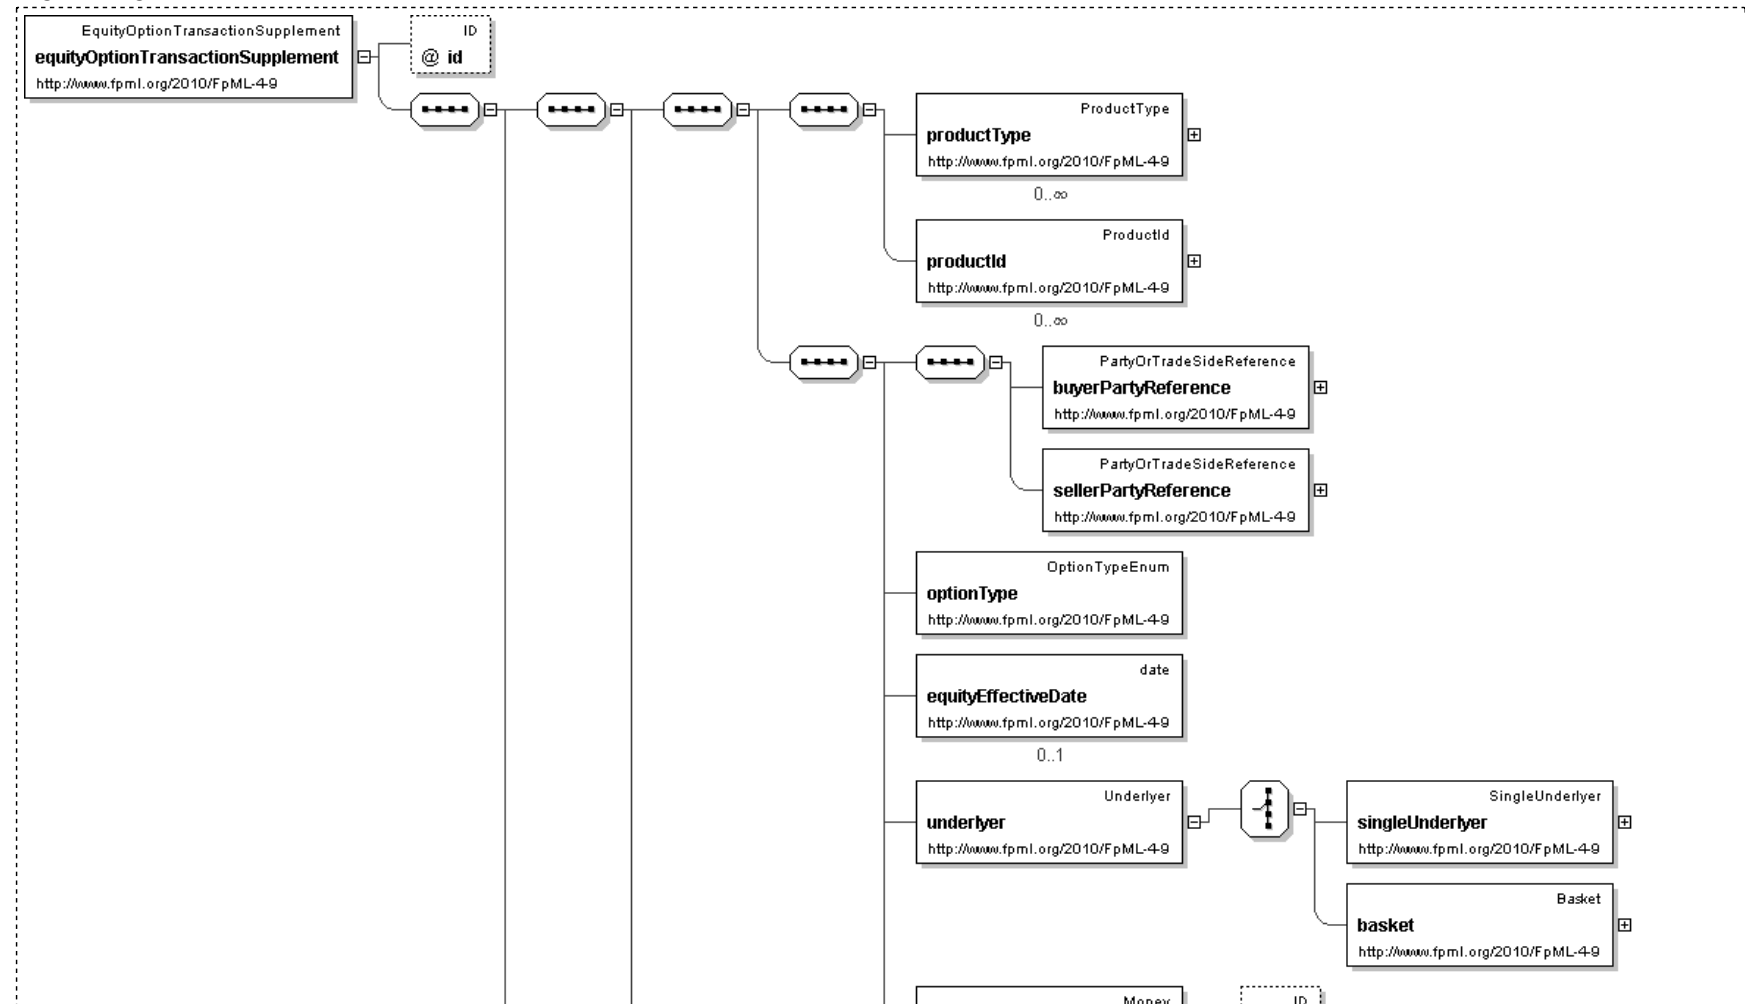 EquityOptionTransactionSupplement
equityOptionTransactionSupplement
http://www.fpml.org/2010/FpML-4-9
ID
@ id
ProductType
productType
http://www.fpml.org/2010/FpML-4-9
0..∞
ProductId
productId
http://www.fpml.org/2010/FpML-4-9
0..∞
PartyOrTradeSideReference
buyerPartyReference
http://www.fpml.org/2010/FpML-4-9
PartyOrTradeSideReference
sellerPartyReference
http://www.fpml.org/2010/FpML-4-9
OptionTypeEnum
optionType
http://www.fpml.org/2010/FpML-4-9
date
equityEffectiveDate
http://www.fpml.org/2010/FpML-4-9
0..1
Underlyer
underlyer
http://www.fpml.org/2010/FpML-4-9
SingleUnderlyer
singleUnderlyer
http://www.fpml.org/2010/FpML-4-9
Basket
basket
http://www.fpml.org/2010/FpML-4-9
Money
ID